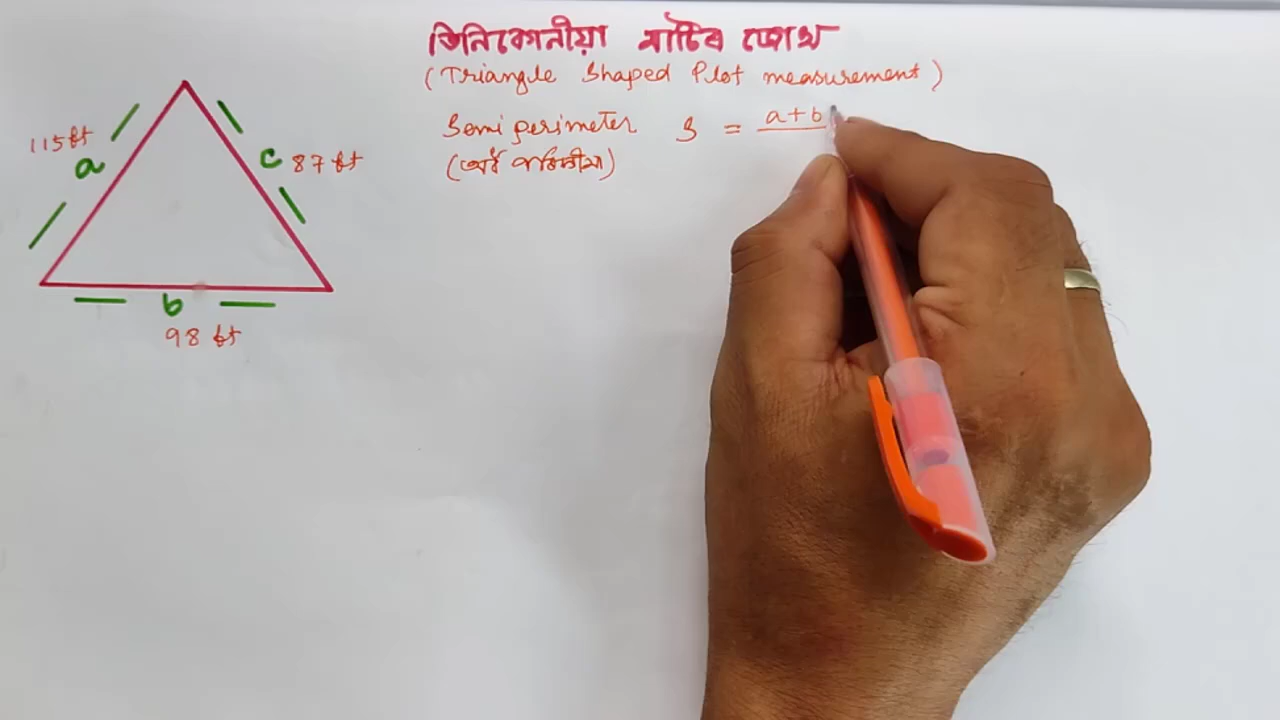 তিনিকোনীয়া মাটিৰ জোখ
(Triangle Shaped Plot measurement)
Semi perimeter S = a+b
(অৰ্ধ পৰিসীমা)
115 ft
a
c 87 ft
b
98 ft